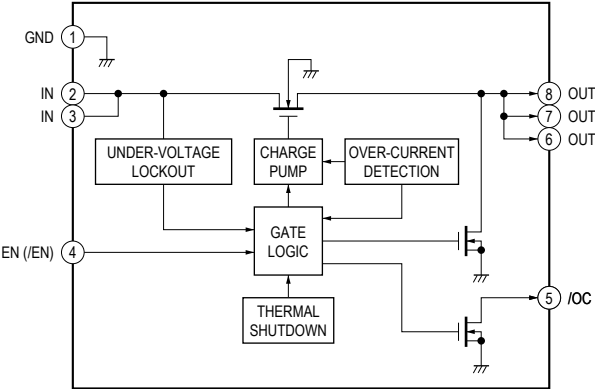 GND 1
IN 2
IN 3
8 OUT
7 OUT
6 OUT
UNDER-VOLTAGE
LOCKOUT
CHARGE
PUMP
OVER-CURRENT
DETECTION
GATE
LOGIC
EN (/EN) 4
THERMAL
SHUTDOWN
5 /OC